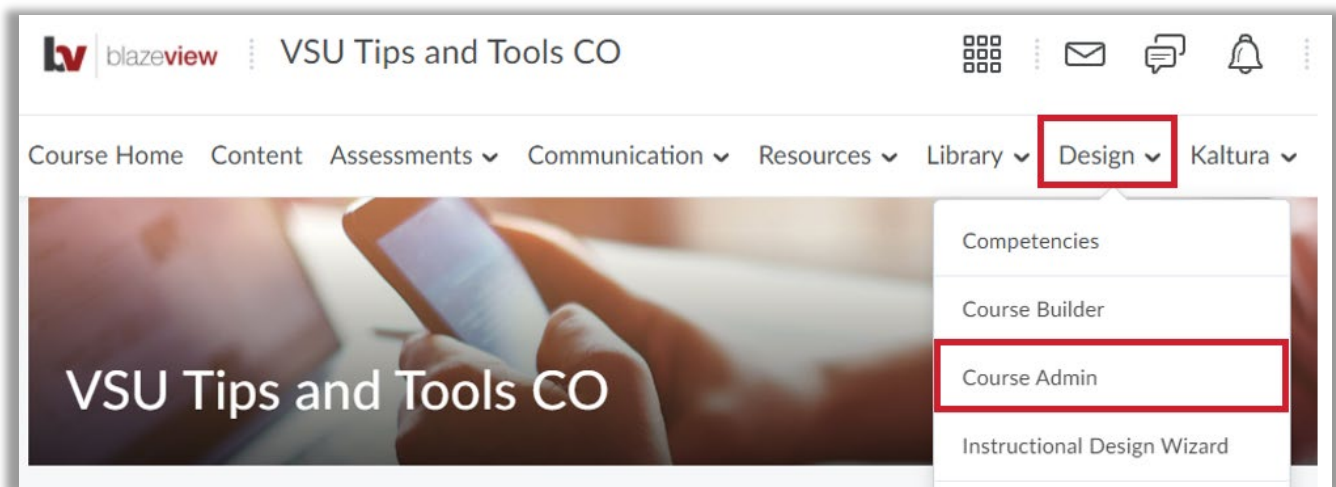 bv blazeview VSU Tips and Tools CO
Course Home Content Assessments Communication Resources Library Design Kaltura
Competencies
Course Builder
VSU Tips and Tools CO
Course Admin
Instructional Design Wizard